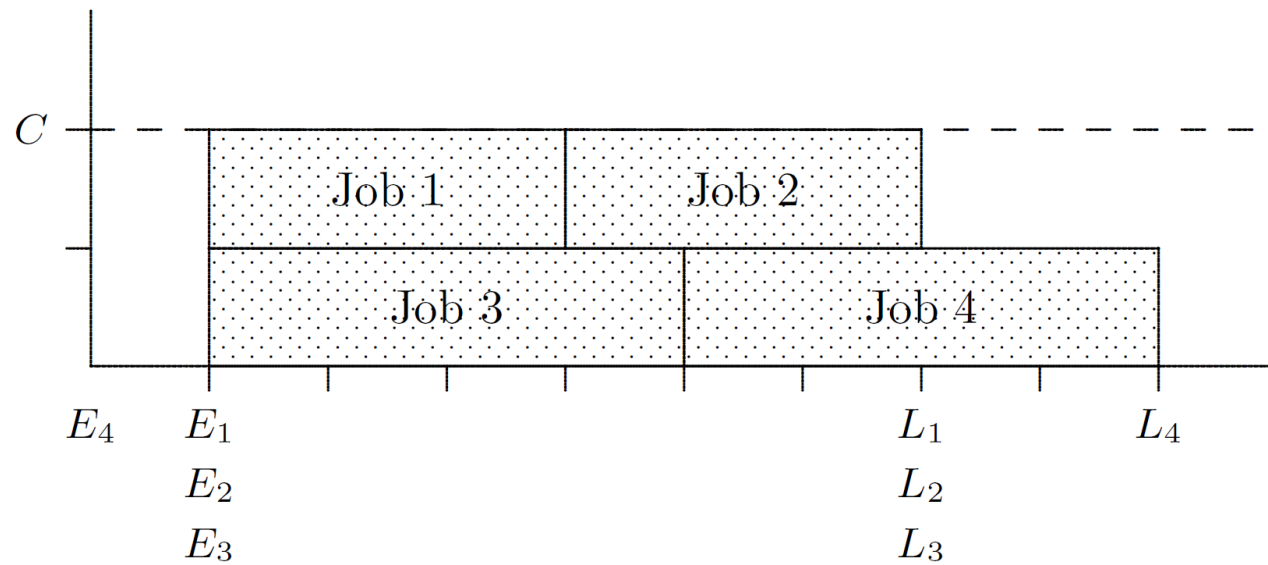 C
Job 1 Job 2
Job 3 Job 4
E₄ E₁ L₁ L₄
E₂ L₂
E₃ L₃